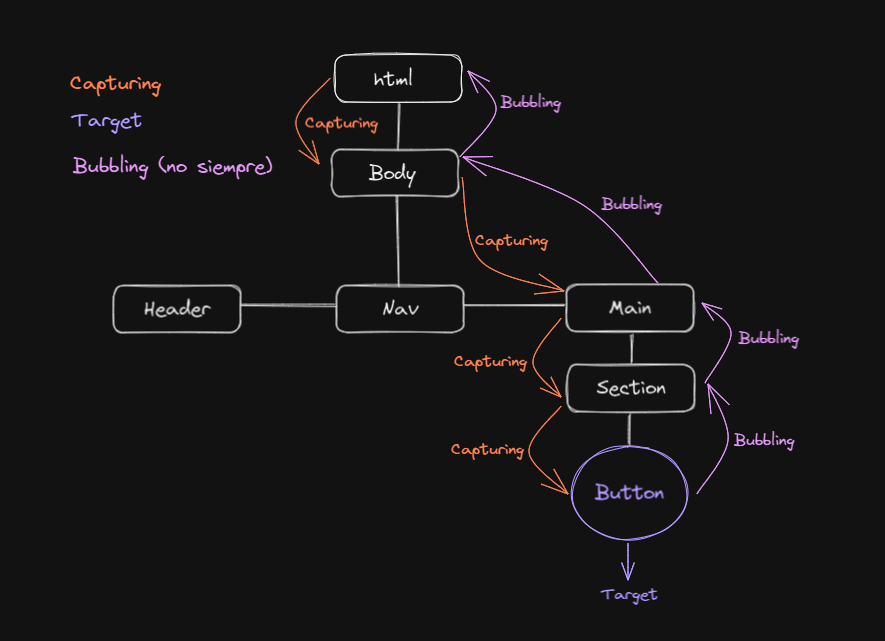 Capturing
Target
Bubbling (no siempre)
html
Bubbling
Capturing
Body
Bubbling
Capturing
Header
Nav
Main
Bubbling
Capturing
Section
Bubbling
Capturing
Button
Target